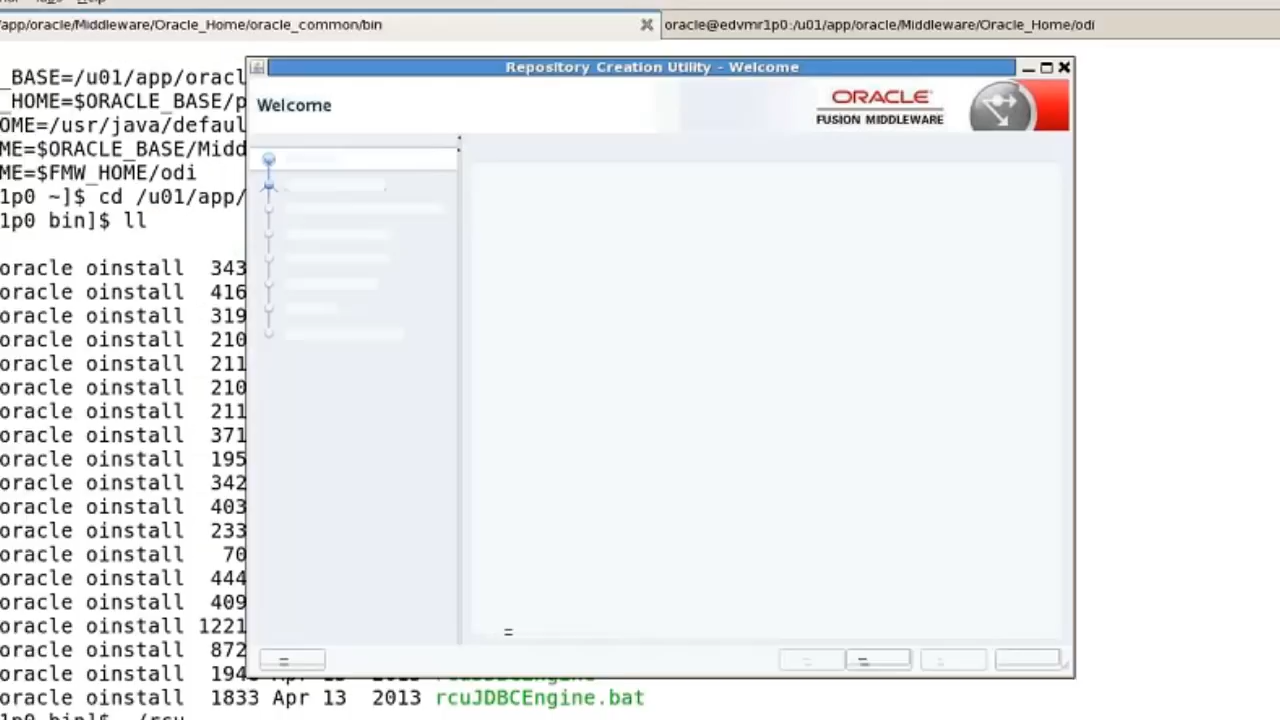 /app/oracle/Middleware/Oracle_Home/oracle_common/bin
oracle@edvmr1p0:/u01/app/oracle/Middleware/Oracle_Home/odi
_BASE=/u01/app/oracl
_HOME=$ORACLE_BASE/p
OME=/usr/java/defaul
ME=$ORACLE_BASE/Midd
ME=$FMW_HOME/odi
1p0 ~]$ cd /u01/app/
1p0 bin]$ ll
oracle oinstall 343
oracle oinstall 416
oracle oinstall 319
oracle oinstall 210
oracle oinstall 211
oracle oinstall 210
oracle oinstall 211
oracle oinstall 371
oracle oinstall 195
oracle oinstall 342
oracle oinstall 403
oracle oinstall 233
oracle oinstall 70
oracle oinstall 444
oracle oinstall 409
oracle oinstall 1221
oracle oinstall 872
oracle oinstall 194
oracle oinstall 1833 Apr 13 2013 rcuJDBCEngine.bat
Repository Creation Utility - Welcome
Welcome
ORACLE
FUSION MIDDLEWARE